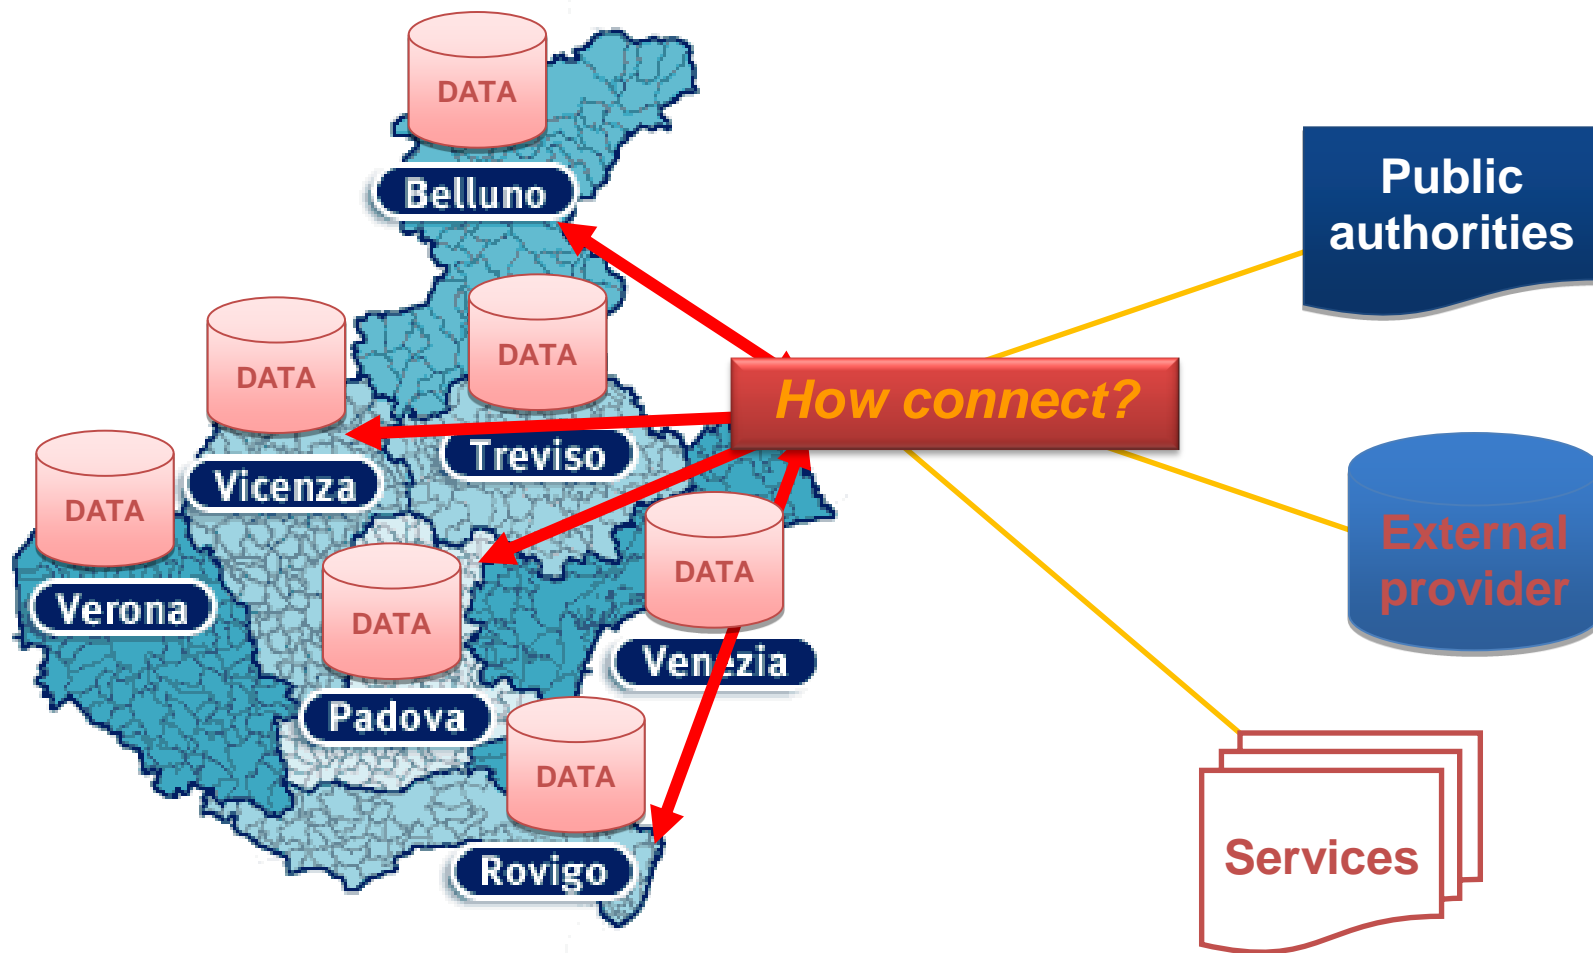 DATA
Belluno
Public
authorities
DATA
DATA
How connect?
Treviso
Vicenza
DATA
External
provider
DATA
Verona
DATA
Venezia
Padova
DATA
Services
Rovigo